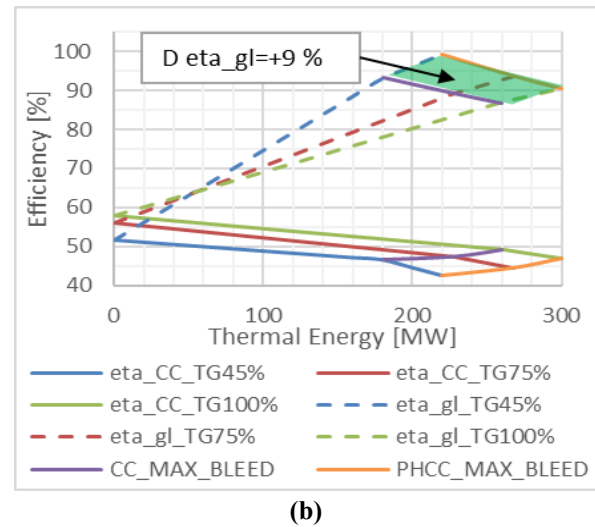 D eta_gl=+9 %
Efficiency [%]
100
90
80
70
60
50
40
0 100 200 300
Thermal Energy [MW]
eta_CC_TG45% eta_CC_TG75%
eta_CC_TG100% eta_gl_TG45%
eta_gl_TG75% eta_gl_TG100%
CC_MAX_BLEED PHCC_MAX_BLEED
(b)